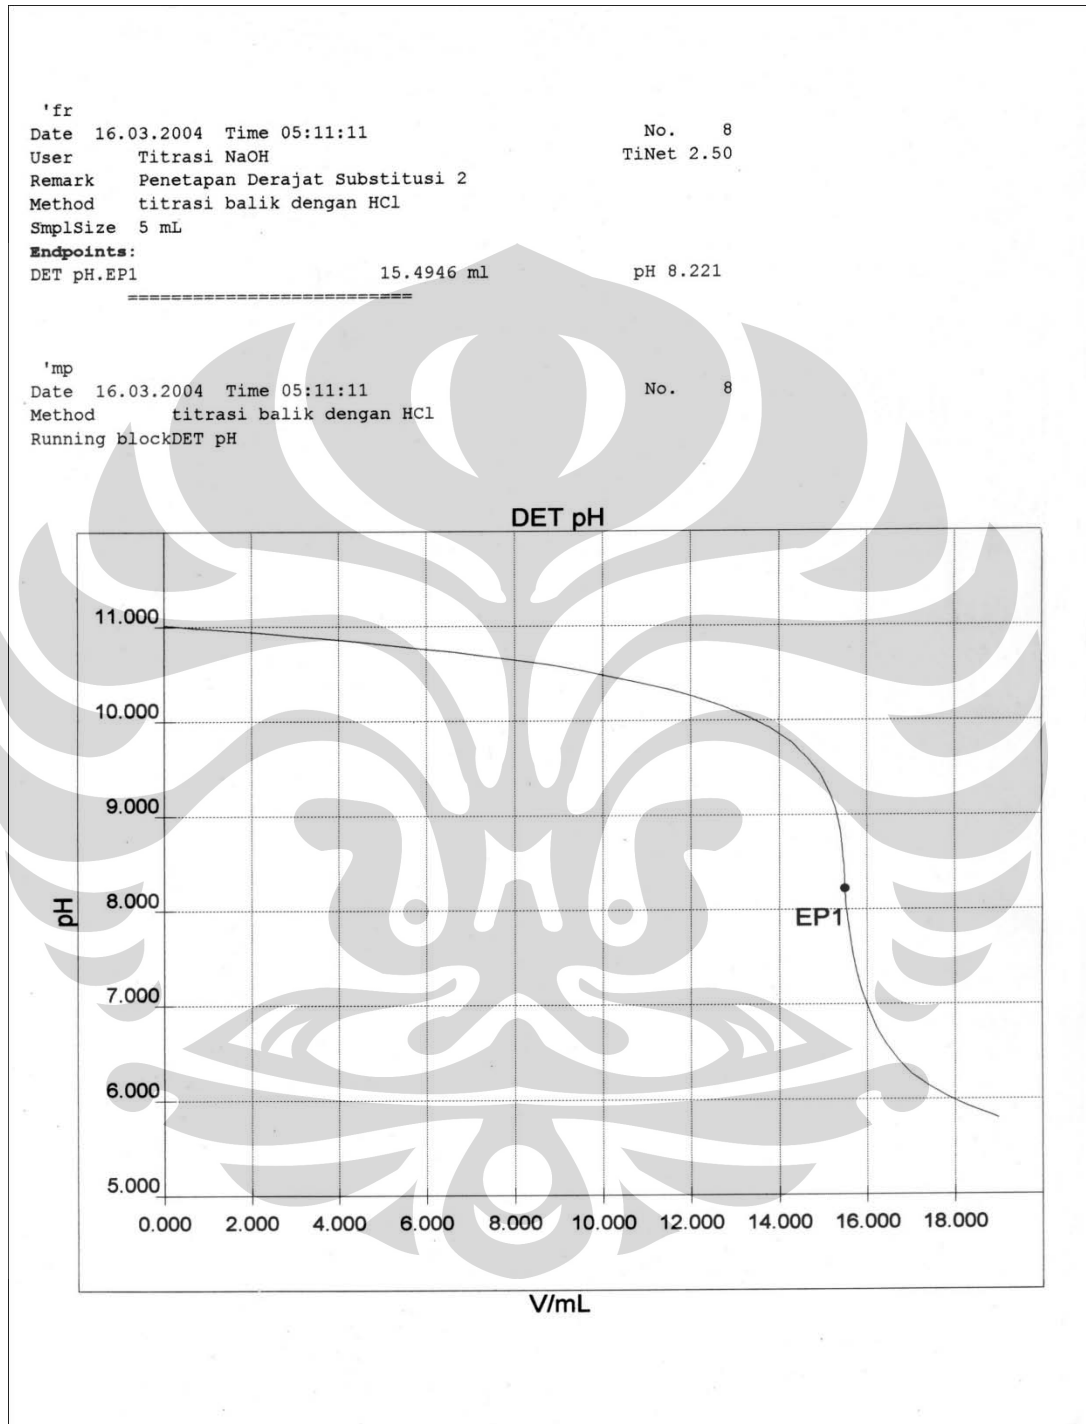 'fr
Date 16.03.2004 Time 05:11:11 No. 8
User Titrasi NaOH TiNet 2.50
Remark Penetapan Derajat Substitusi 2
Method titrasi balik dengan HCl
SmplSize 5 mL
Endpoints:
DET pH.EP1 15.4946 ml pH 8.221
==========================
'mp
Date 16.03.2004 Time 05:11:11 No. 8
Method titrasi balik dengan HCl
Running blockDET pH
DET pH
11.000
10.000
9.000
8.000
pH
EP1
7.000
6.000
5.000
0.000 2.000 4.000 6.000 8.000 10.000 12.000 14.000 16.000 18.000
V/mL